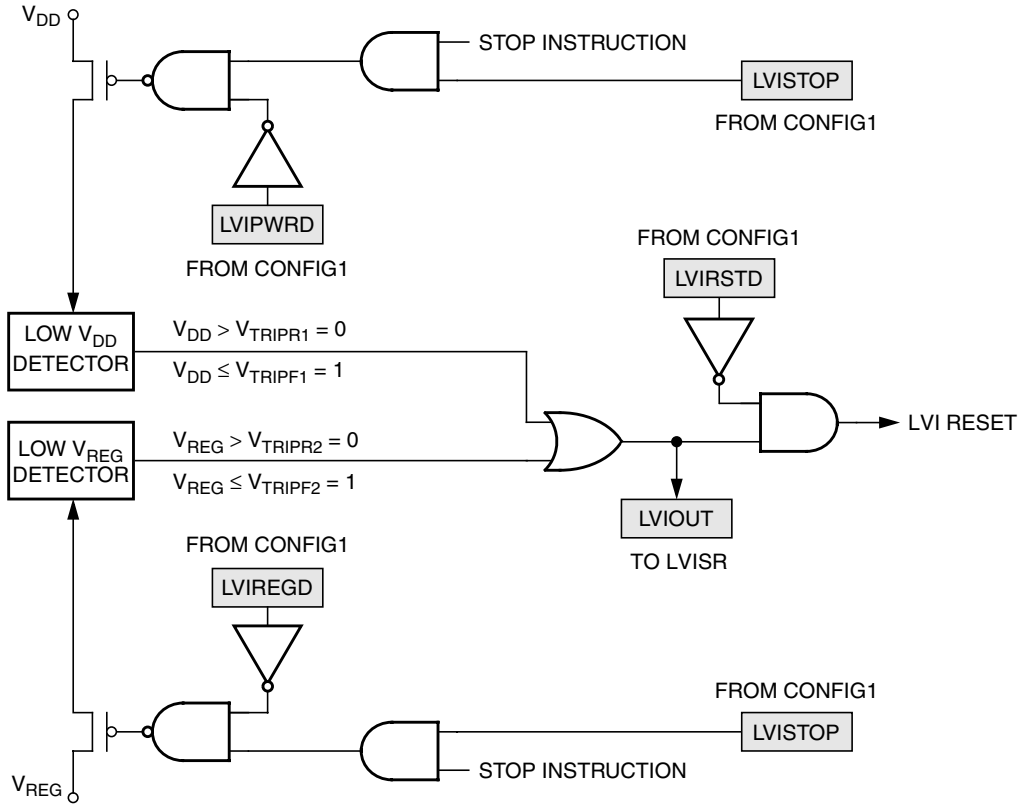 VDD
STOP INSTRUCTION
LVISTOP
FROM CONFIG1
LVIPWRD
FROM CONFIG1
FROM CONFIG1
LVIRSTD
LOW VDD
DETECTOR
VDD > VTRIPR1 = 0
VDD ≤ VTRIPF1 = 1
LOW VREG
DETECTOR
VREG > VTRIPR2 = 0
VREG ≤ VTRIPF2 = 1
LVI RESET
LVIOUT
TO LVISR
FROM CONFIG1
LVIREGD
FROM CONFIG1
LVISTOP
STOP INSTRUCTION
VREG